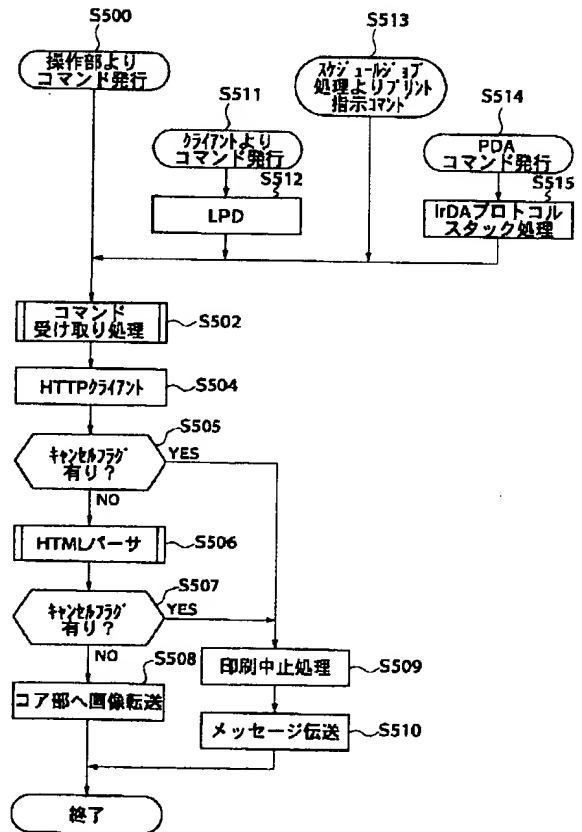 S500
操作部より
コマンド発行
S513
スケジュールジョブ
処理よりプリント
指示コマンド
S511
クライアントより
コマンド発行
S514
PDA
コマンド発行
S512
LPD
S515
IrDAプロトコル
スタック処理
コマンド
受け取り処理
S502
HTTPクライアント
S504
S505
キャンセルフラグ
有り?
YES
NO
HTMLパーサ
S506
S507
キャンセルフラグ
有り?
YES
NO
S508
コア部へ画像転送
印刷中止処理
S509
メッセージ伝送
S510
終了